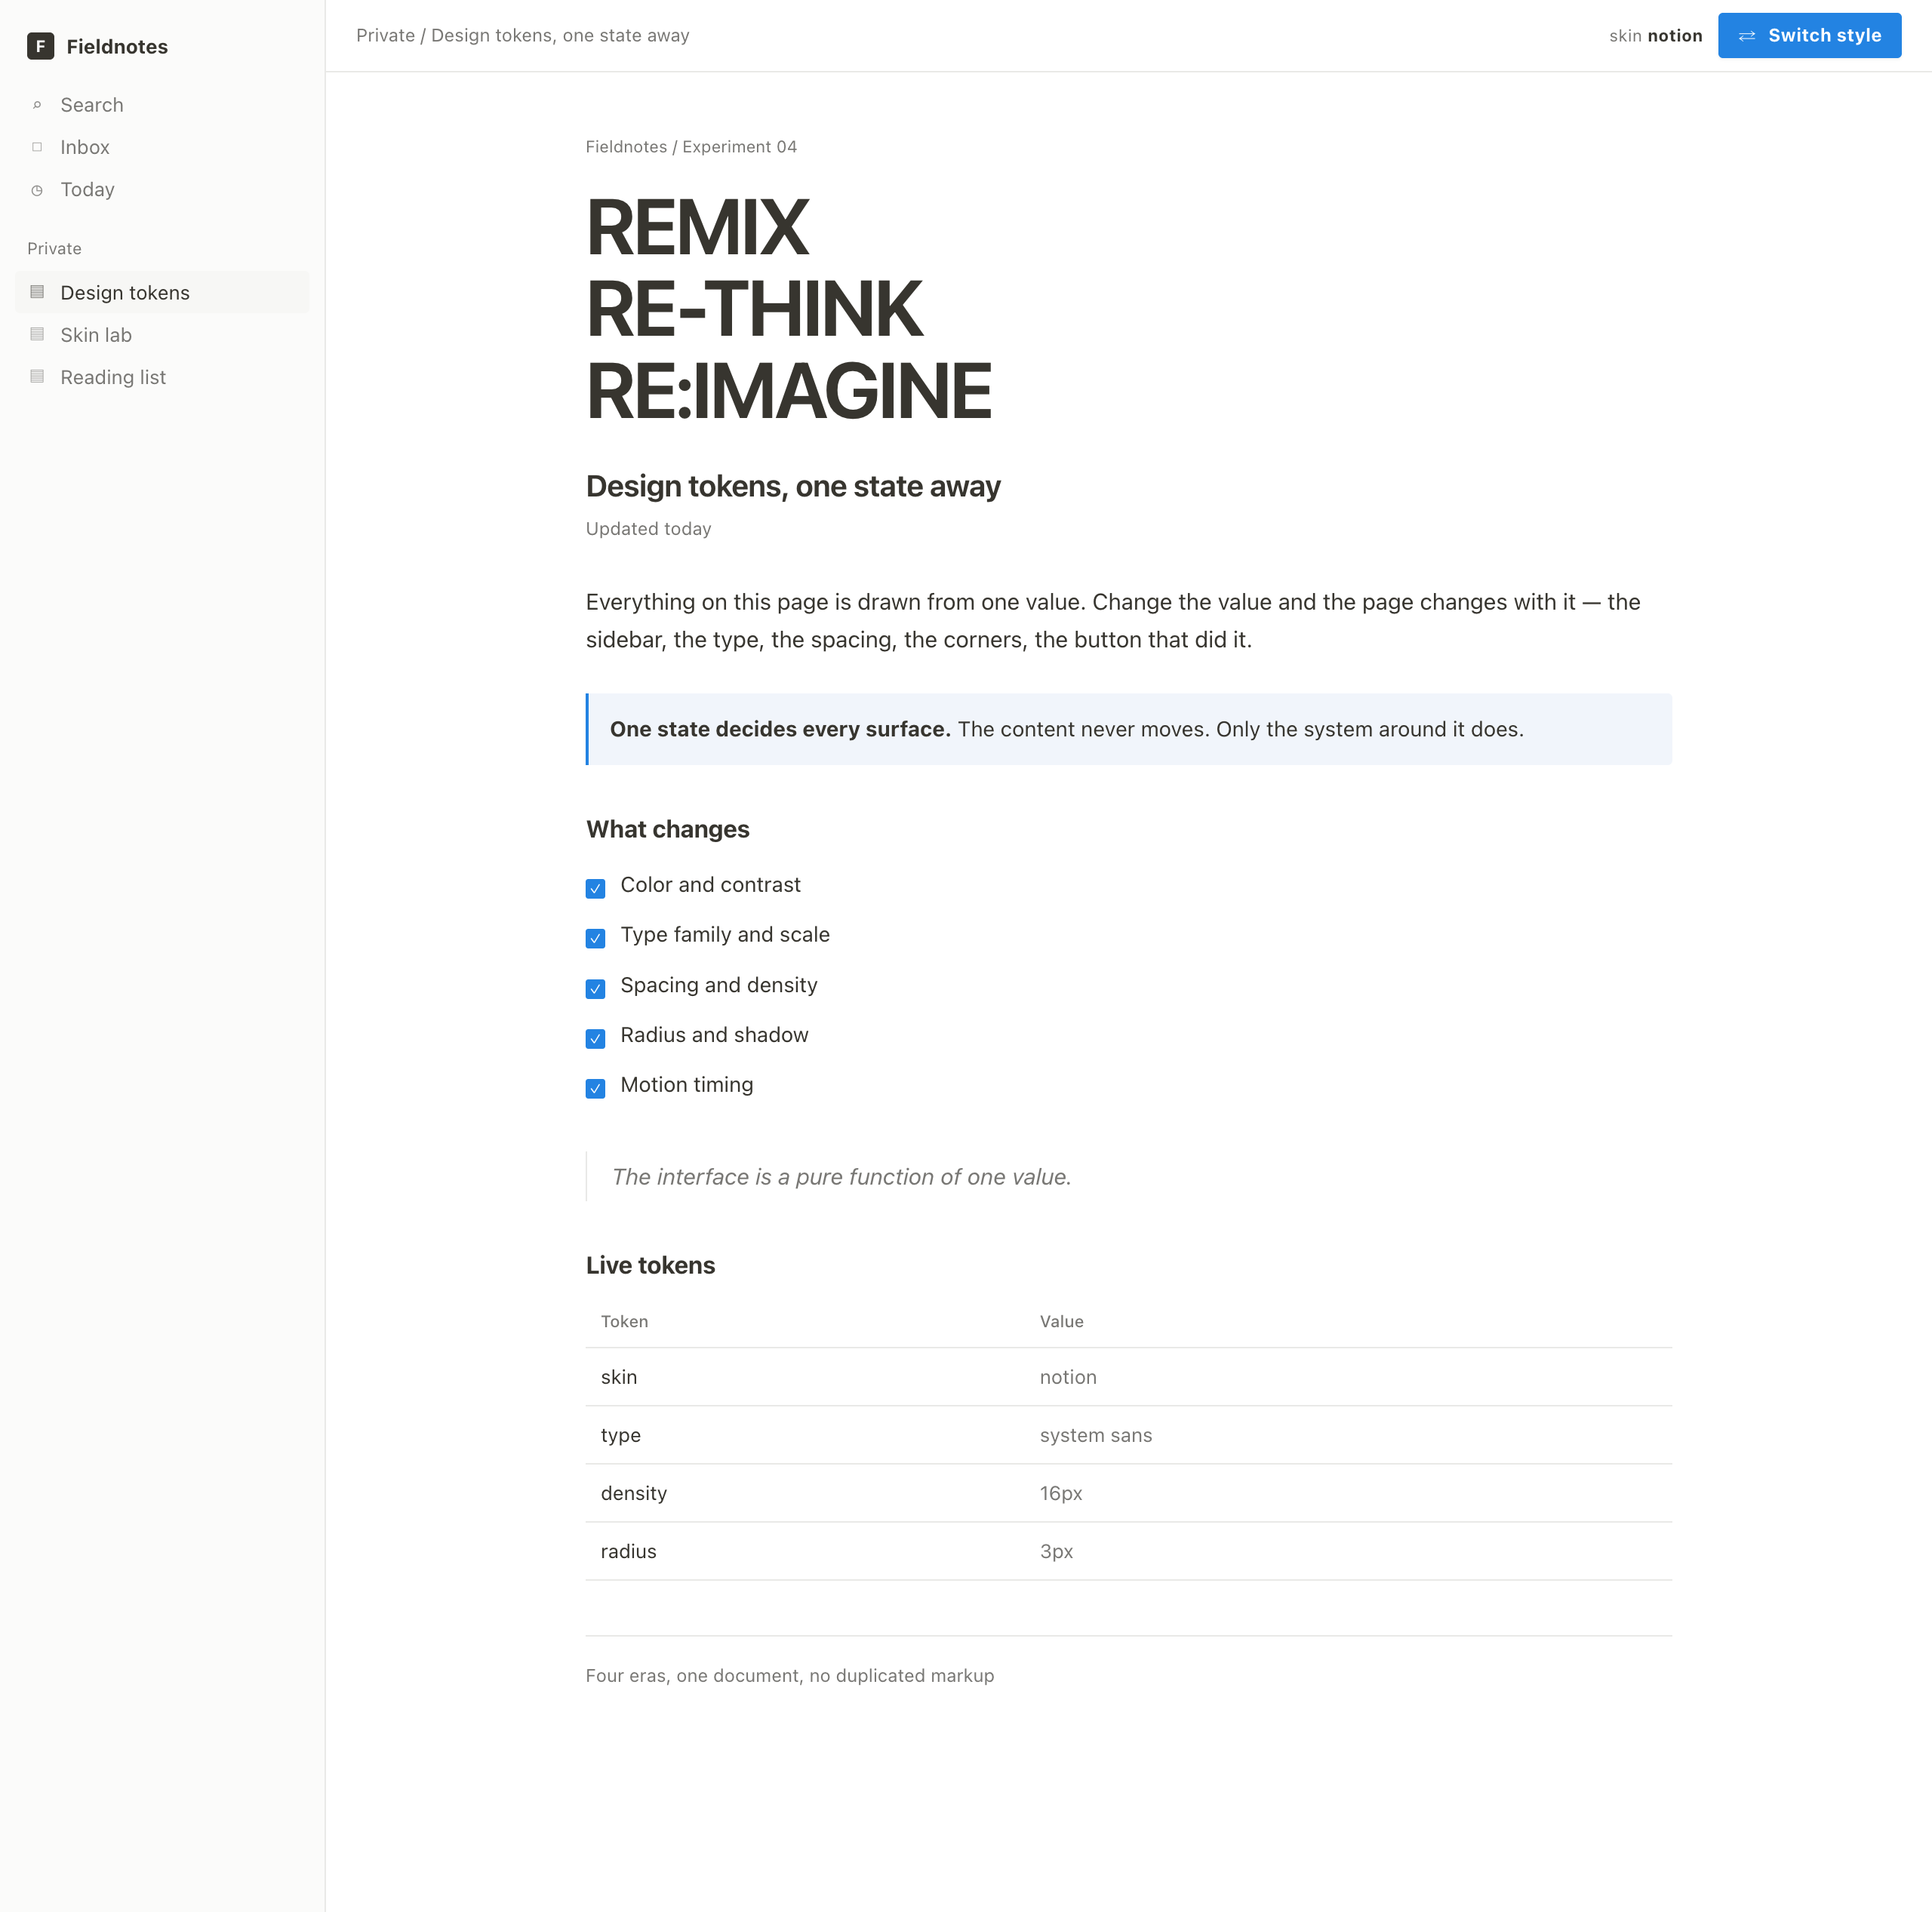 F Fieldnotes
Search
Inbox
Today
Private
Design tokens
Skin lab
Reading list
Private / Design tokens, one state away
skin notion
Switch style
Fieldnotes / Experiment 04
REMIX
RE-THINK
RE:IMAGINE
Design tokens, one state away
Updated today
Everything on this page is drawn from one value. Change the value and the page changes with it — the
sidebar, the type, the spacing, the corners, the button that did it.
One state decides every surface. The content never moves. Only the system around it does.
What changes
Color and contrast
Type family and scale
Spacing and density
Radius and shadow
Motion timing
The interface is a pure function of one value.
Live tokens
Token Value
skin notion
type system sans
density 16px
radius 3px
Four eras, one document, no duplicated markup